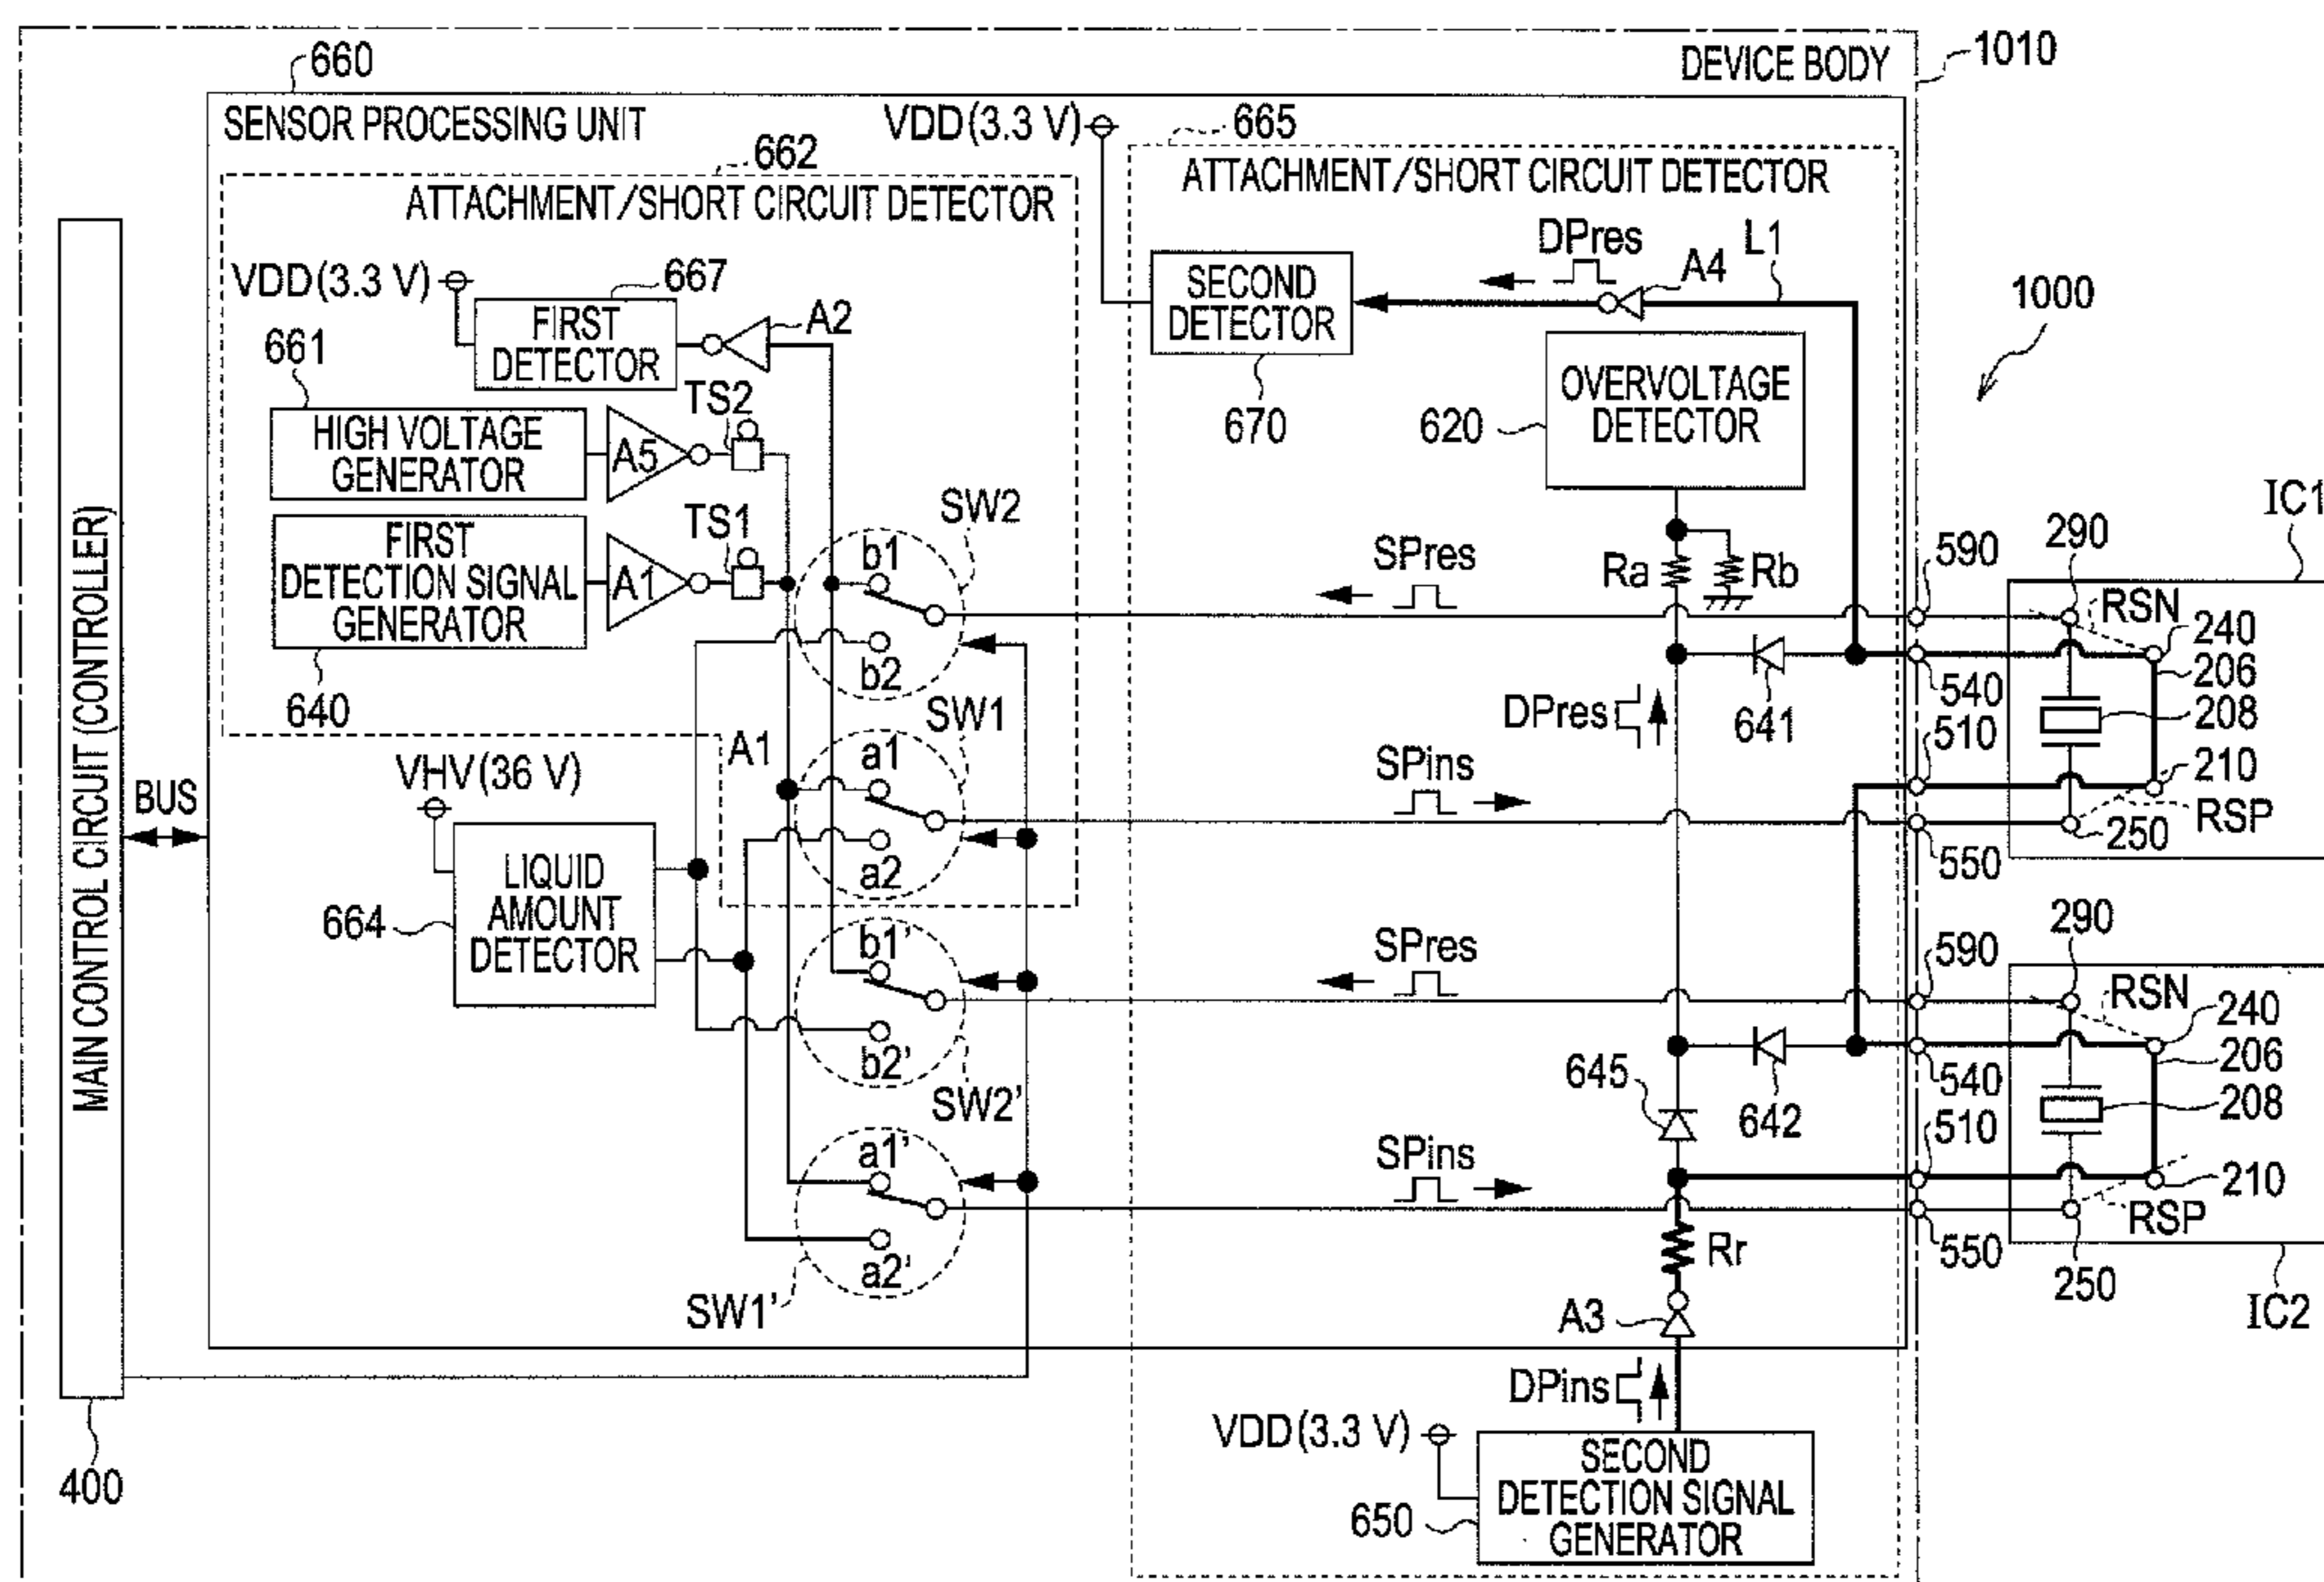 660
DEVICE BODY
1010
SENSOR PROCESSING UNIT
VDD(3.3 V)
665
662
ATTACHMENT/SHORT CIRCUIT DETECTOR
ATTACHMENT/SHORT CIRCUIT DETECTOR
DPres
L1
A4
VDD(3.3 V)
667
SECOND
DETECTOR
1000
FIRST
DETECTOR
A2
661
OVERVOLTAGE
DETECTOR
TS2
670
620
HIGH VOLTAGE
GENERATOR
A5
IC1
SW2
TS1
290
FIRST
DETECTION SIGNAL
GENERATOR
A1
b1
SPres
Ra
Rb
590
RSN
240
206
b2
540
640
SW1
DPres
641
510
208
A1
a1
SPins
VHV(36 V)
210
BUS
RSP
250
MAIN CONTROL CIRCUIT (CONTROLLER)
LIQUID
AMOUNT
DETECTOR
a2
550
664
290
b1'
SPres
590
RSN
240
206
b2'
645
540
SW2'
642
510
208
a1'
SPins
210
RSP
a2'
Rr
550
SW1'
250
A3
IC2
DPins
400
VDD(3.3 V)
SECOND
DETECTION SIGNAL
GENERATOR
650